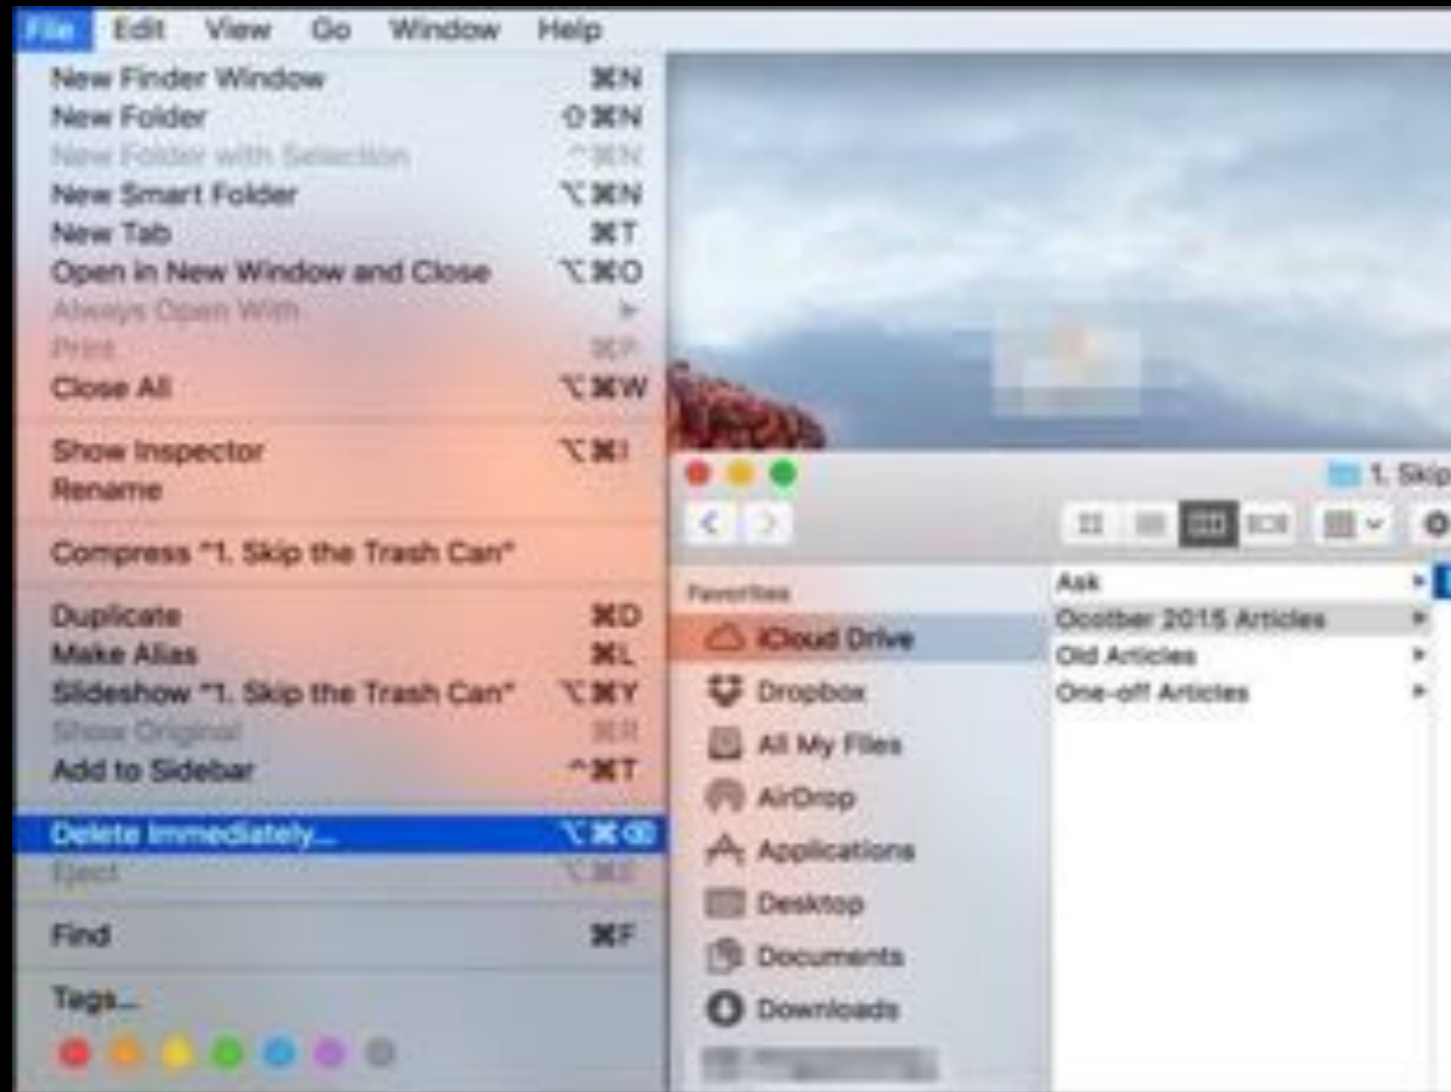 File Edit View Go Window Help
New Finder Window ⌘N
New Folder ⇧⌘N
New Folder with Selection ^⌘N
New Smart Folder ⌥⌘N
New Tab ⌘T
Open in New Window and Close ⌥⌘O
Always Open With ▶
Print ⌘P
Close All ⌥⌘W
Show Inspector ⌥⌘I
Rename
Compress "1. Skip the Trash Can"
Duplicate ⌘D
Make Alias ⌘L
Slideshow "1. Skip the Trash Can" ⌥⌘Y
Show Original ⌘R
Add to Sidebar ^⌘T
Delete Immediately... ⌥⌘⌫
Eject ⌥⌘E
Find ⌘F
Tags...
1. Skip
Favorites
iCloud Drive
Dropbox
All My Files
AirDrop
Applications
Desktop
Documents
Downloads
Ask
Ocotber 2015 Articles
Old Articles
One-off Articles